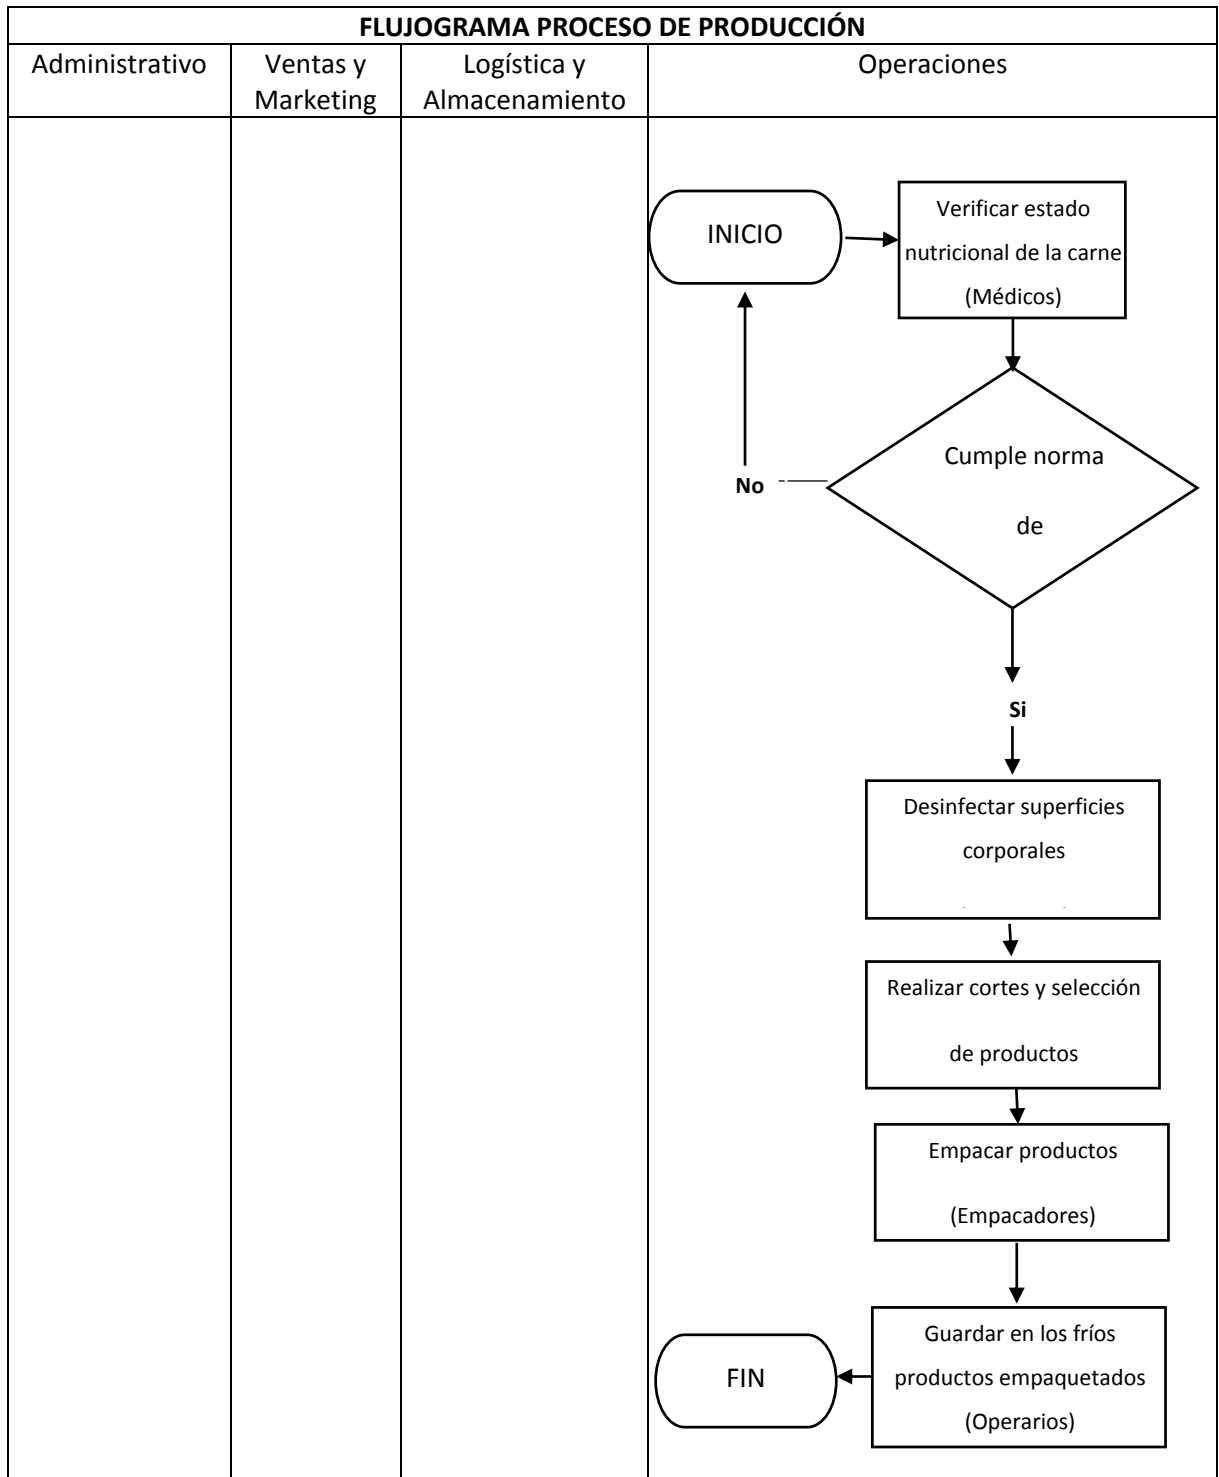 FLUJOGRAMA PROCESO DE PRODUCCIÓN
Administrativo
Ventas y
Marketing
Logística y
Almacenamiento
Operaciones
INICIO
Verificar estado
nutricional de la carne
(Médicos)
Cumple norma
de
No
Si
Desinfectar superficies
corporales
Realizar cortes y selección
de productos
Empacar productos
(Empacadores)
Guardar en los fríos
productos empaquetados
(Operarios)
FIN